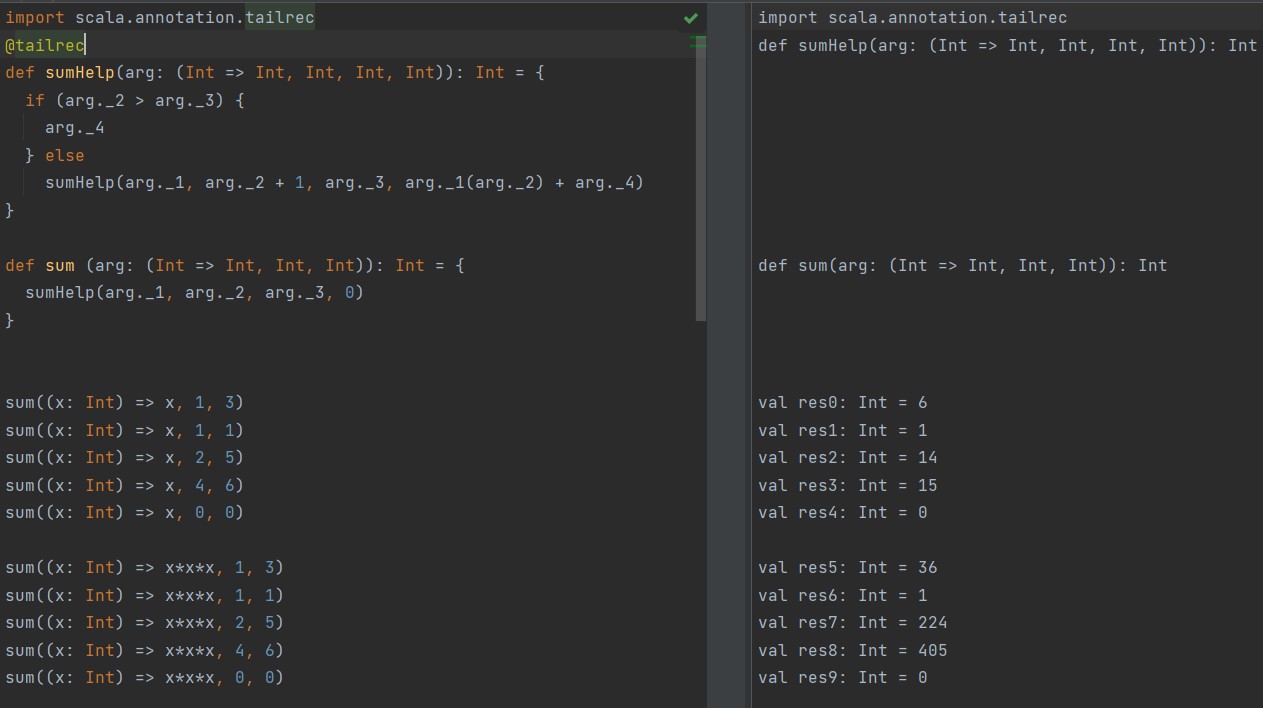 import scala.annotation.tailrec
@tailrec
def sumHelp(arg: (Int => Int, Int, Int, Int)): Int = {
  if (arg._2 > arg._3) {
    arg._4
  } else
    sumHelp(arg._1, arg._2 + 1, arg._3, arg._1(arg._2) + arg._4)
}
def sum (arg: (Int => Int, Int, Int)): Int = {
  sumHelp(arg._1, arg._2, arg._3, 0)
}
sum((x: Int) => x, 1, 3)
sum((x: Int) => x, 1, 1)
sum((x: Int) => x, 2, 5)
sum((x: Int) => x, 4, 6)
sum((x: Int) => x, 0, 0)
sum((x: Int) => x*x*x, 1, 3)
sum((x: Int) => x*x*x, 1, 1)
sum((x: Int) => x*x*x, 2, 5)
sum((x: Int) => x*x*x, 4, 6)
sum((x: Int) => x*x*x, 0, 0)
import scala.annotation.tailrec
def sumHelp(arg: (Int => Int, Int, Int, Int)): Int
def sum(arg: (Int => Int, Int, Int)): Int
val res0: Int = 6
val res1: Int = 1
val res2: Int = 14
val res3: Int = 15
val res4: Int = 0
val res5: Int = 36
val res6: Int = 1
val res7: Int = 224
val res8: Int = 405
val res9: Int = 0